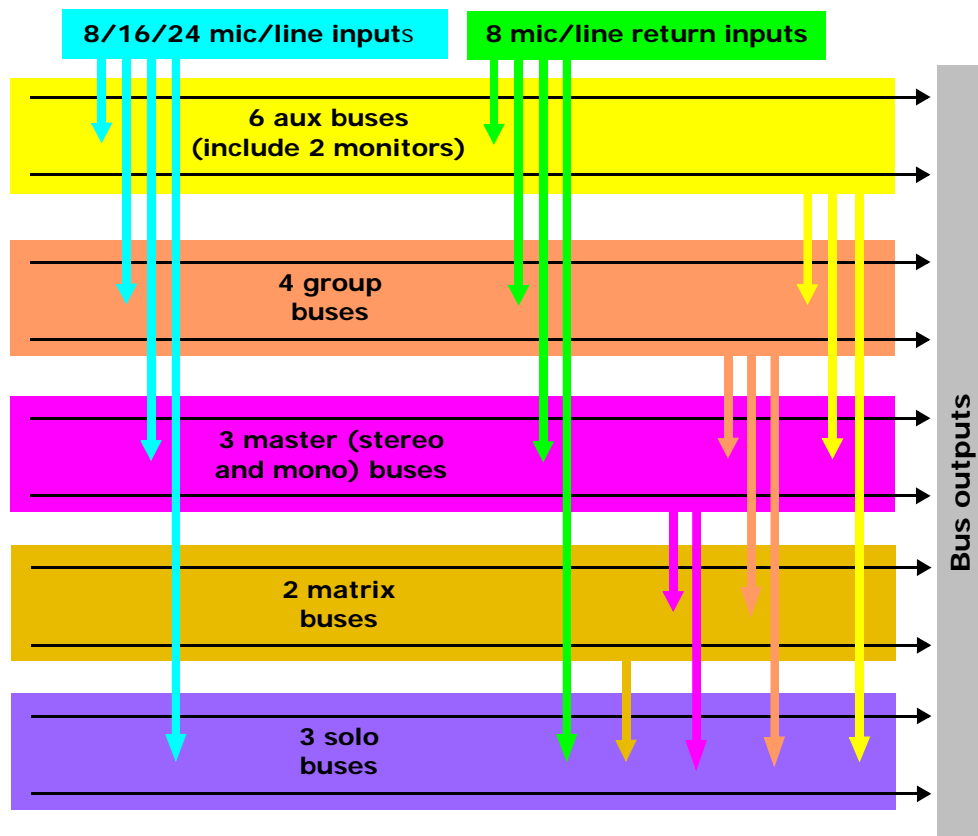 8/16/24 mic/line inputs
8 mic/line return inputs
6 aux buses
(include 2 monitors)
4 group
buses
3 master (stereo
and mono) buses
2 matrix
buses
3 solo
buses
Bus outputs